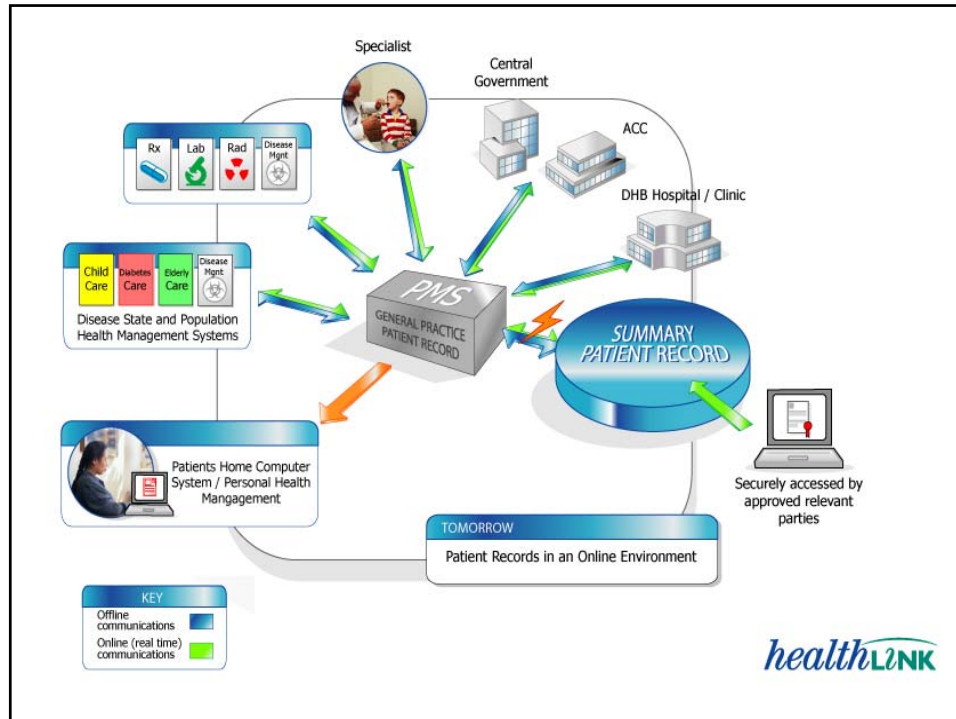 Specialist
Central
Government
ACC
DHB Hospital / Clinic
Rx
Lab
Rad
Disease
Mgnt
Child
Care
Diabetes
Care
Elderly
Care
Disease
Mgnt
Disease State and Population
Health Management Systems
PMS
GENERAL PRACTICE
PATIENT RECORD
SUMMARY
PATIENT RECORD
Patients Home Computer
System / Personal Health
Mangagement
Securely accessed by
approved relevant
parties
TOMORROW
Patient Records in an Online Environment
KEY
Offline
communications
Online (real time)
communications
healthLINK